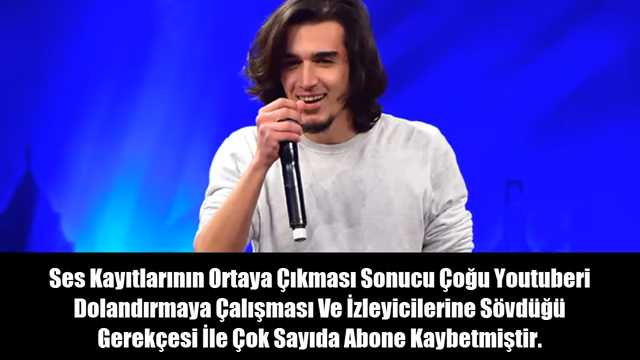 Ses Kayıtlarının Ortaya Çıkması Sonucu Çoğu Youtuberi
Dolandırmaya Çalışması Ve İzleyicilerine Sövdüğü
Gerekçesi İle Çok Sayıda Abone Kaybetmiştir.